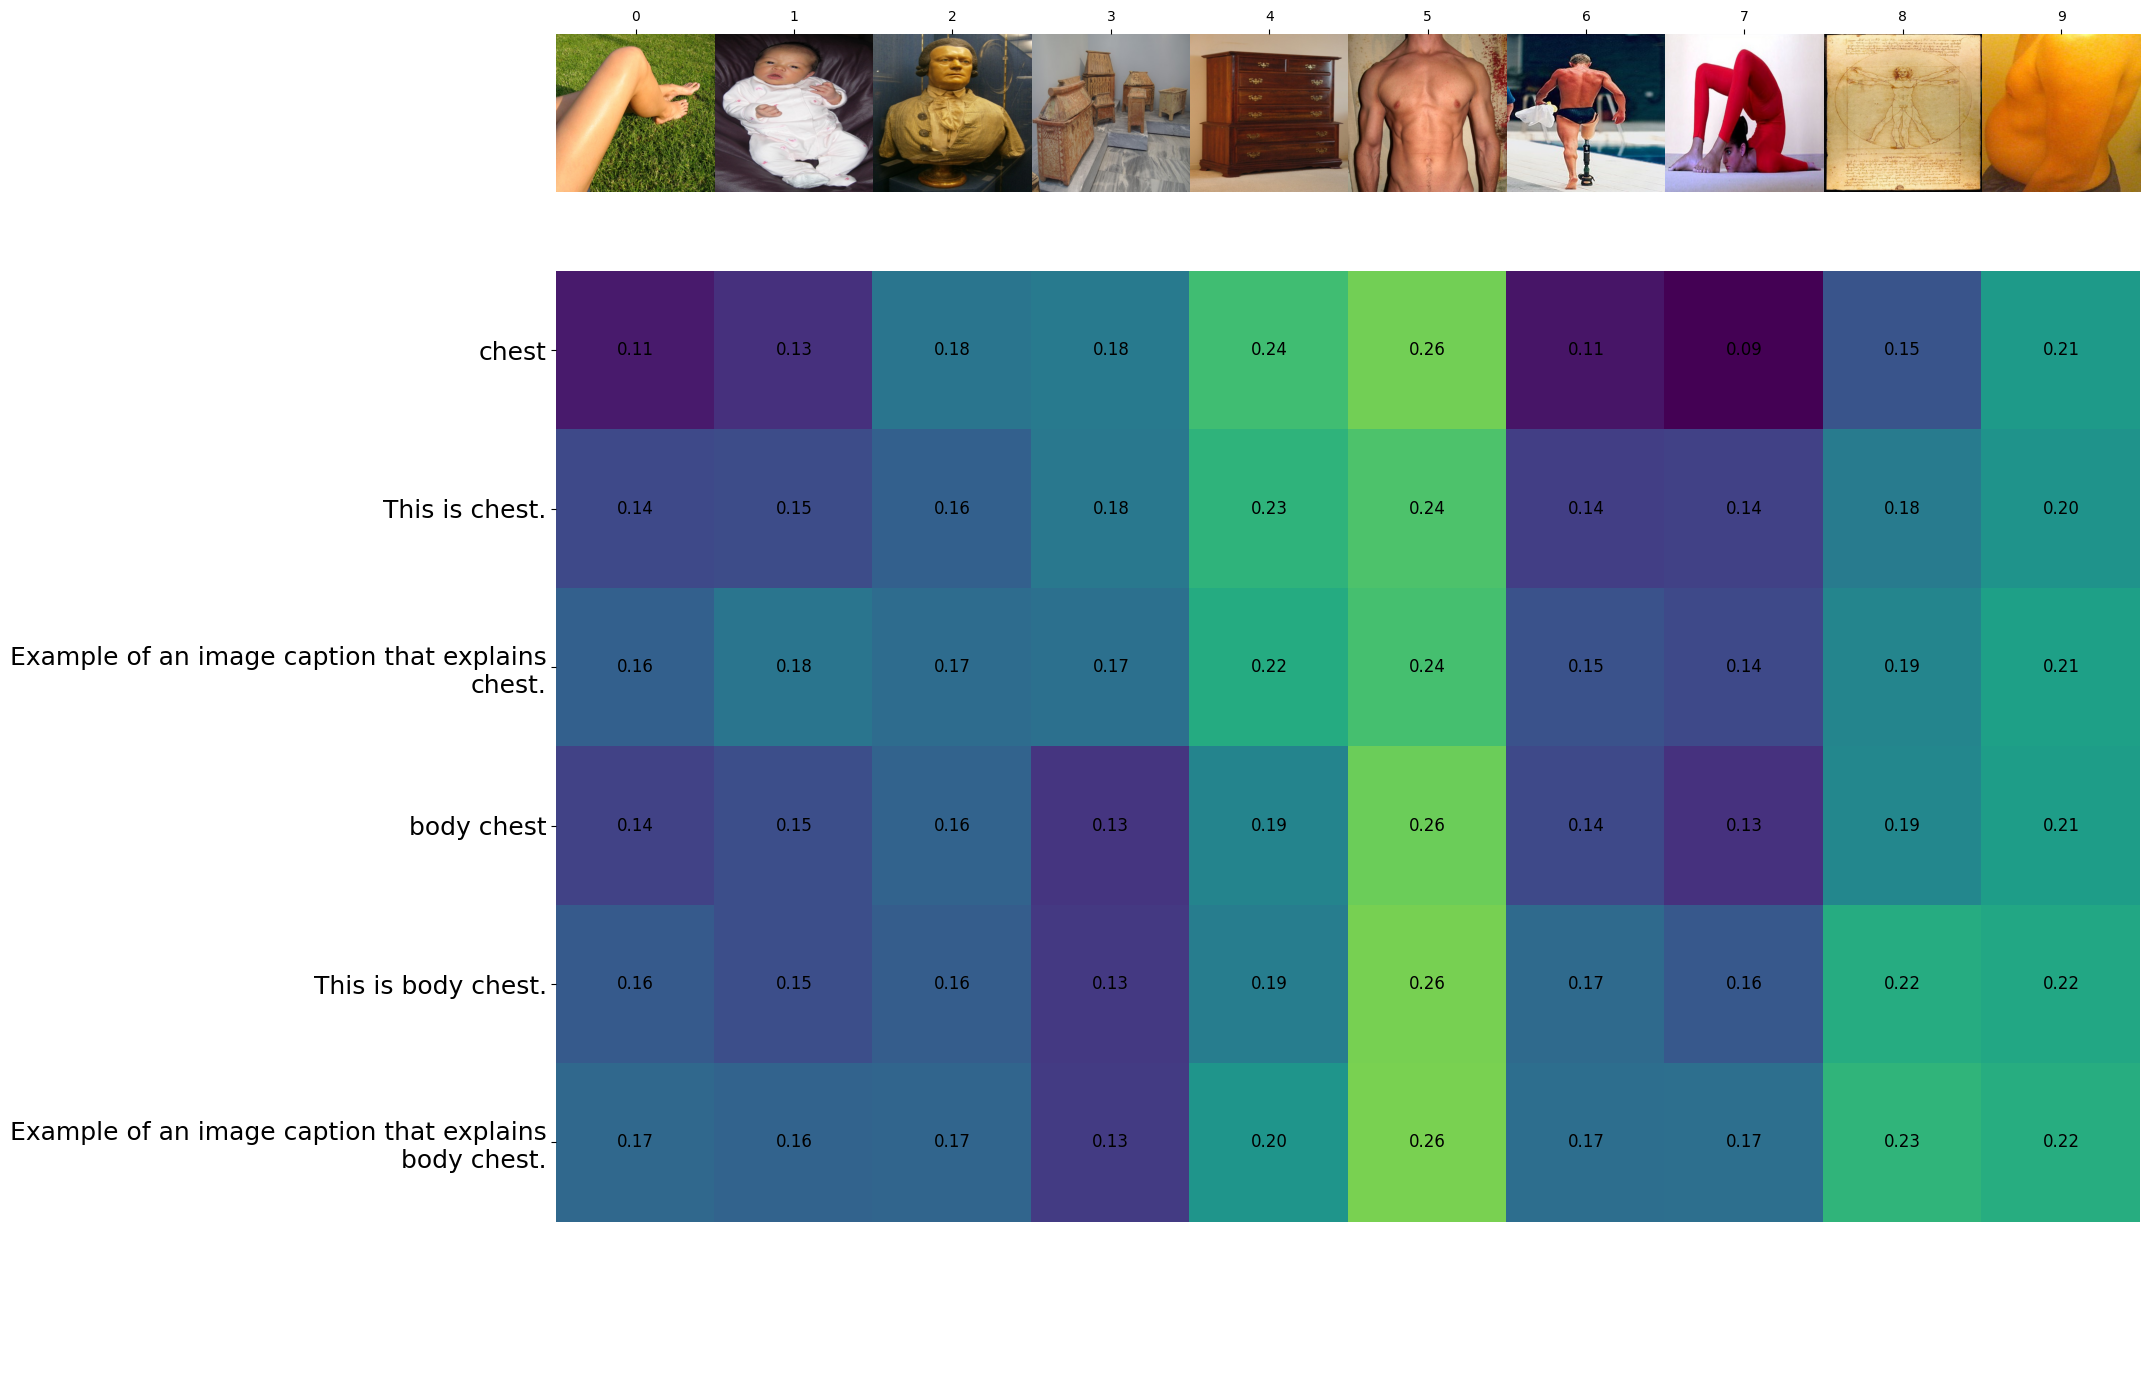 0 1 2 3 4 5 6 7 8 9
chest 0.11 0.13 0.18 0.18 0.24 0.26 0.11 0.09 0.15 0.21
This is chest. 0.14 0.15 0.16 0.18 0.23 0.24 0.14 0.14 0.18 0.20
Example of an image caption that explains
chest. 0.16 0.18 0.17 0.17 0.22 0.24 0.15 0.14 0.19 0.21
body chest 0.14 0.15 0.16 0.13 0.19 0.26 0.14 0.13 0.19 0.21
This is body chest. 0.16 0.15 0.16 0.13 0.19 0.26 0.17 0.16 0.22 0.22
Example of an image caption that explains
body chest. 0.17 0.16 0.17 0.13 0.20 0.26 0.17 0.17 0.23 0.22